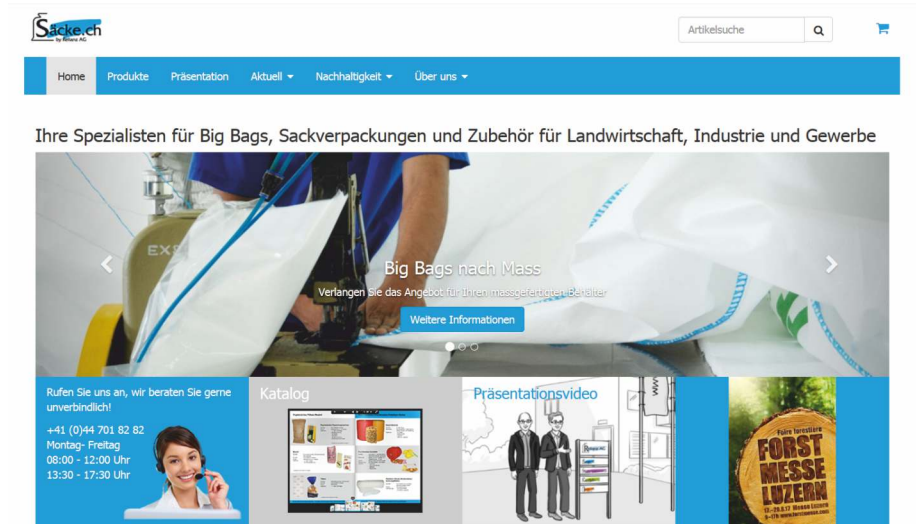 Säcke.ch
by Retanz AG
Artikelsuche
Home Produkte Präsentation Aktuell Nachhaltigkeit Über uns
Ihre Spezialisten für Big Bags, Sackverpackungen und Zubehör für Landwirtschaft, Industrie und Gewerbe
Big Bags nach Mass
Verlangen Sie das Angebot für Ihren massgefertigten Behälter
Weitere Informationen
Rufen Sie uns an, wir beraten Sie gerne
unverbindlich!
+41 (0)44 701 82 82
Montag- Freitag
08:00 - 12:00 Uhr
13:30 - 17:30 Uhr
Katalog
Präsentationsvideo
Retanz AG
Foire forestière
FORST
MESSE
LUZERN